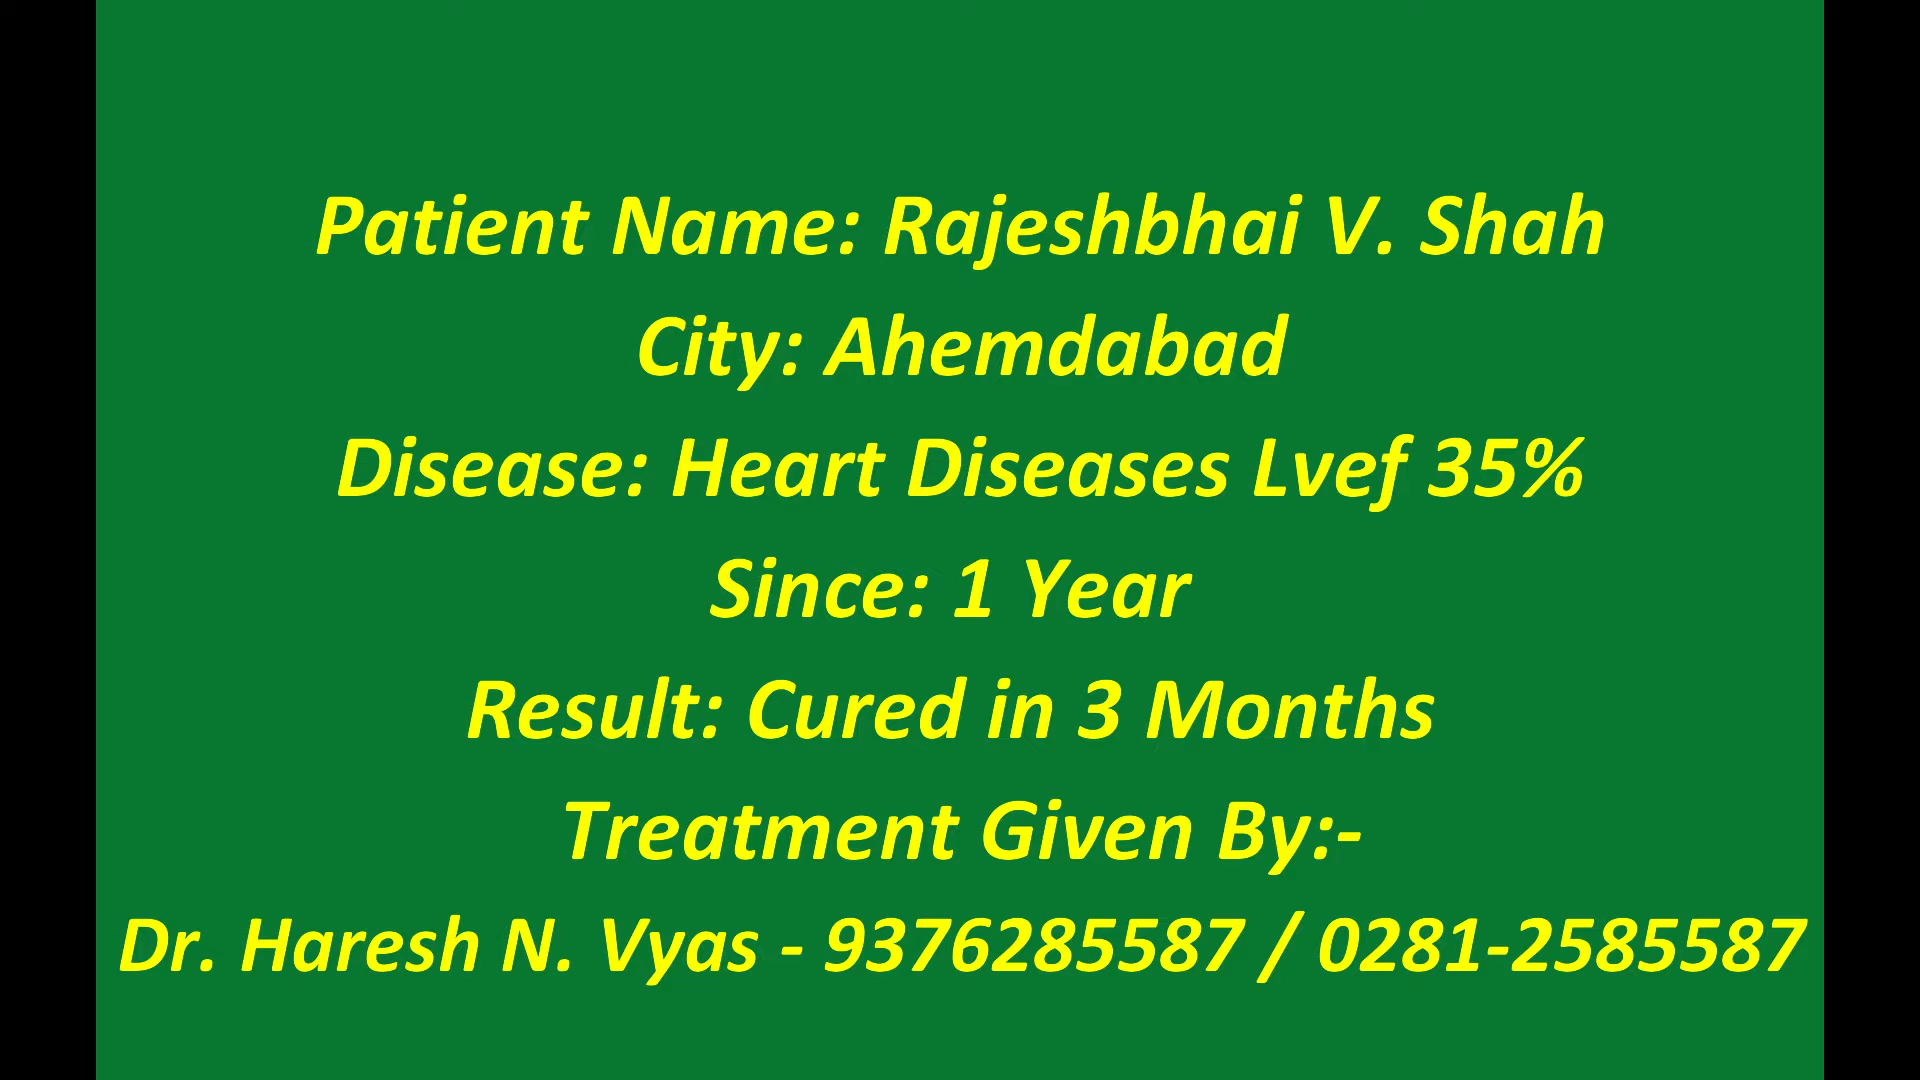 Patient Name: Rajeshbhai V. Shah
City: Ahemdabad
Disease: Heart Diseases Lvef 35%
Since: 1 Year
Result: Cured in 3 Months
Treatment Given By:-
Dr. Haresh N. Vyas - 9376285587 / 0281-2585587